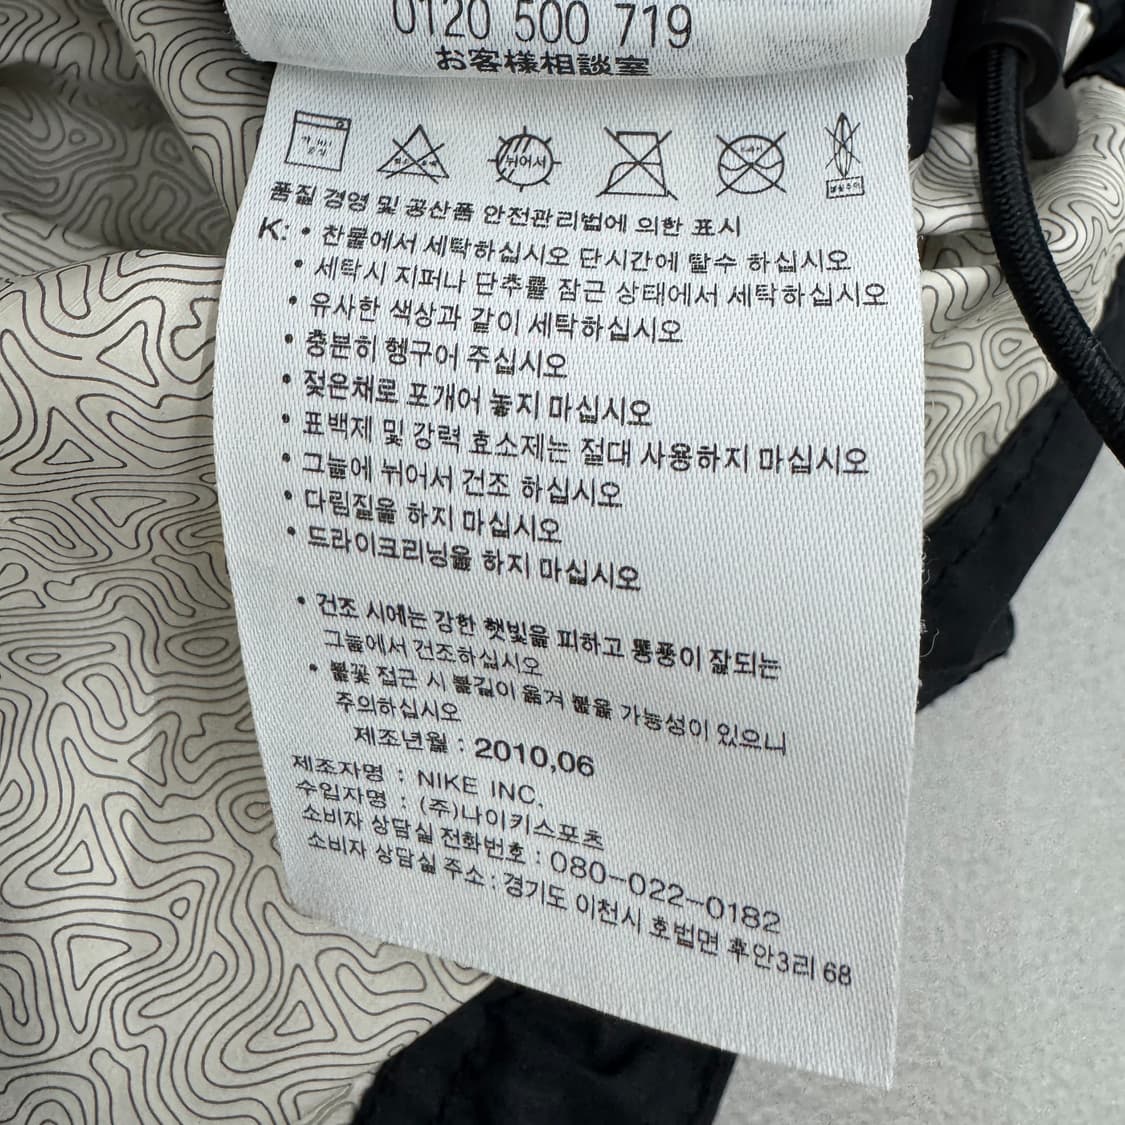 0120 500 719
お客様相談室
뉘어서
품질 경영 및 공산품 안전관리법에 의한 표시
K: • 찬물에서 세탁하십시오 단시간에 탈수 하십시오
• 세탁시 지퍼나 단추를 잠근 상태에서 세탁하십시오
• 유사한 색상과 같이 세탁하십시오
• 충분히 헹구어 주십시오
• 젖은채로 포개어 놓지 마십시오
• 표백제 및 강력 효소제는 절대 사용하지 마십시오
• 그늘에 뉘어서 건조 하십시오
• 다림질을 하지 마십시오
• 드라이크리닝을 하지 마십시오
• 건조 시에는 강한 햇빛을 피하고 통풍이 잘되는
그늘에서 건조하십시오
• 불꽃 접근 시 불길이 옮겨 붙을 가능성이 있으니
주의하십시오
제조년월 : 2010,06
제조자명 : NIKE INC.
수입자명 : (주)나이키스포츠
소비자 상담실 전화번호 : 080-022-0182
소비자 상담실 주소: 경기도 이천시 호법면 후안3리 68